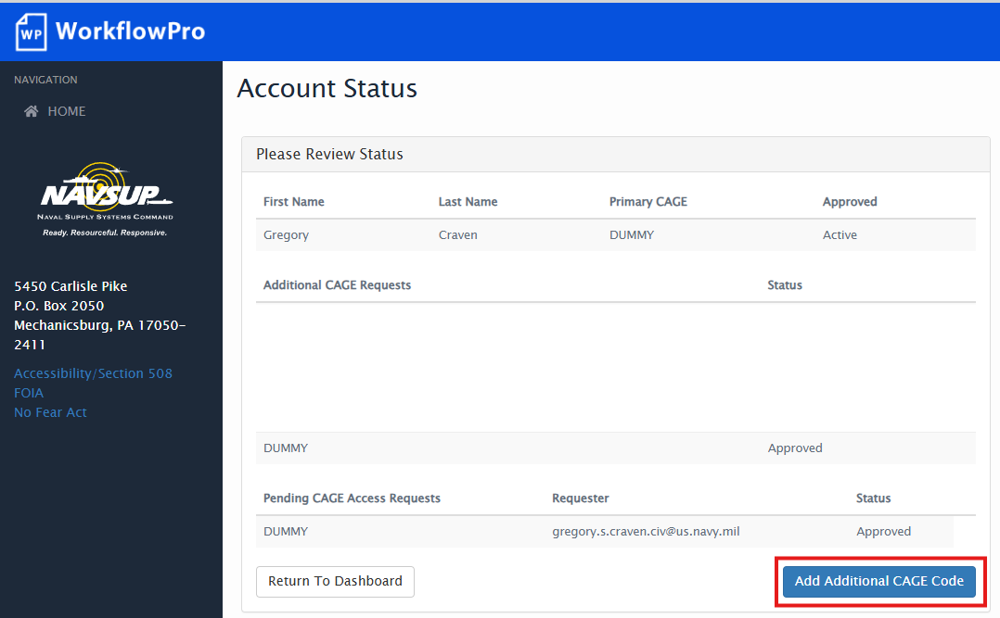 WP WorkflowPro
NAVIGATION
HOME
NAVSUP
NAVAL SUPPLY SYSTEMS COMMAND
Ready. Resourceful. Responsive.
5450 Carlisle Pike
P.O. Box 2050
Mechanicsburg, PA 17050-
2411
Accessibility/Section 508
FOIA
No Fear Act
Account Status
Please Review Status
First Name Last Name Primary CAGE Approved
Gregory Craven DUMMY Active
Additional CAGE Requests Status
DUMMY Approved
Pending CAGE Access Requests Requester Status
DUMMY gregory.s.craven.civ@us.navy.mil Approved
Return To Dashboard Add Additional CAGE Code